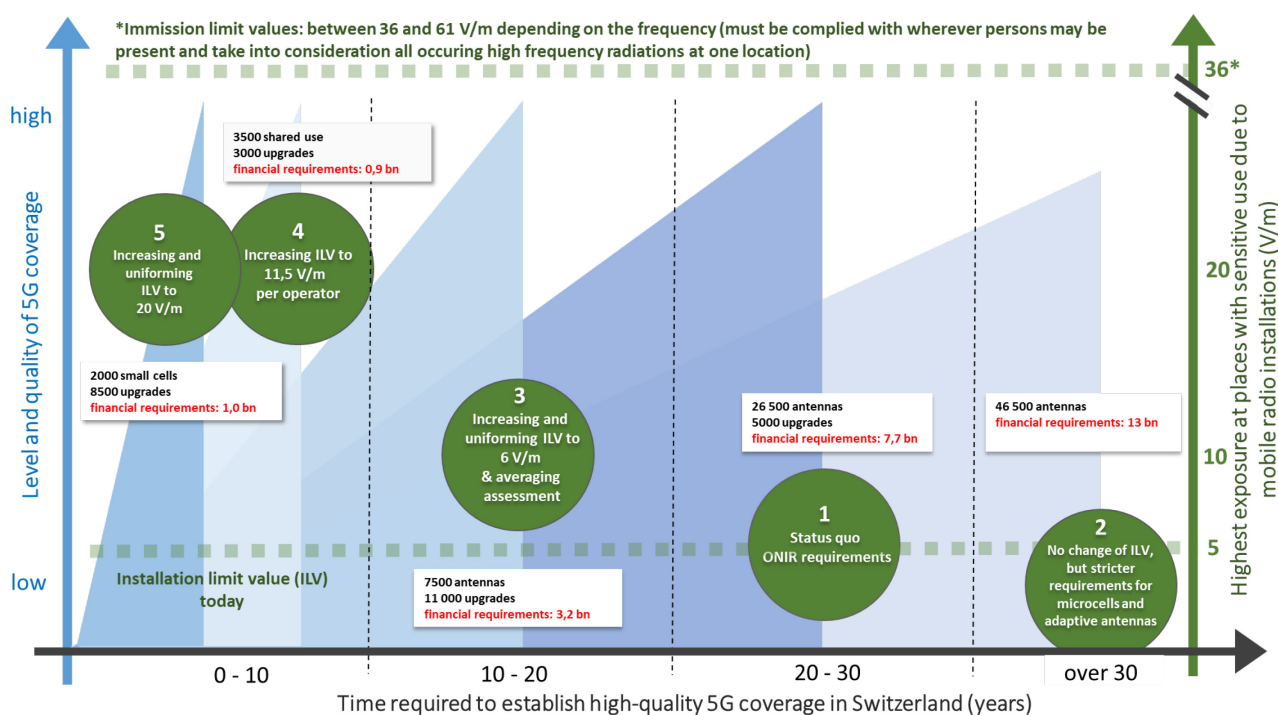 *Immission limit values: between 36 and 61 V/m depending on the frequency (must be complied with wherever persons may be
present and take into consideration all occuring high frequency radiations at one location)
36*
high
3500 shared use
3000 upgrades
financial requirements: 0,9 bn
5
Increasing and
uniforming
ILV to
20 V/m
4
Increasing ILV to
11,5 V/m
per operator
20
2000 small cells
8500 upgrades
financial requirements: 1,0 bn
3
Increasing and
uniforming ILV to
6 V/m
& averaging
assessment
26 500 antennas
5000 upgrades
financial requirements: 7,7 bn
46 500 antennas
financial requirements: 13 bn
10
1
Status quo
ONIR requirements
2
No change of ILV,
but stricter
requirements for
microcells and
adaptive antennas
5
low
Installation limit value (ILV)
today
7500 antennas
11 000 upgrades
financial requirements: 3,2 bn
Level and quality of 5G coverage
Highest exposure at places with sensitive use due to
mobile radio installations (V/m)
0 - 10
10 - 20
20 - 30
over 30
Time required to establish high-quality 5G coverage in Switzerland (years)